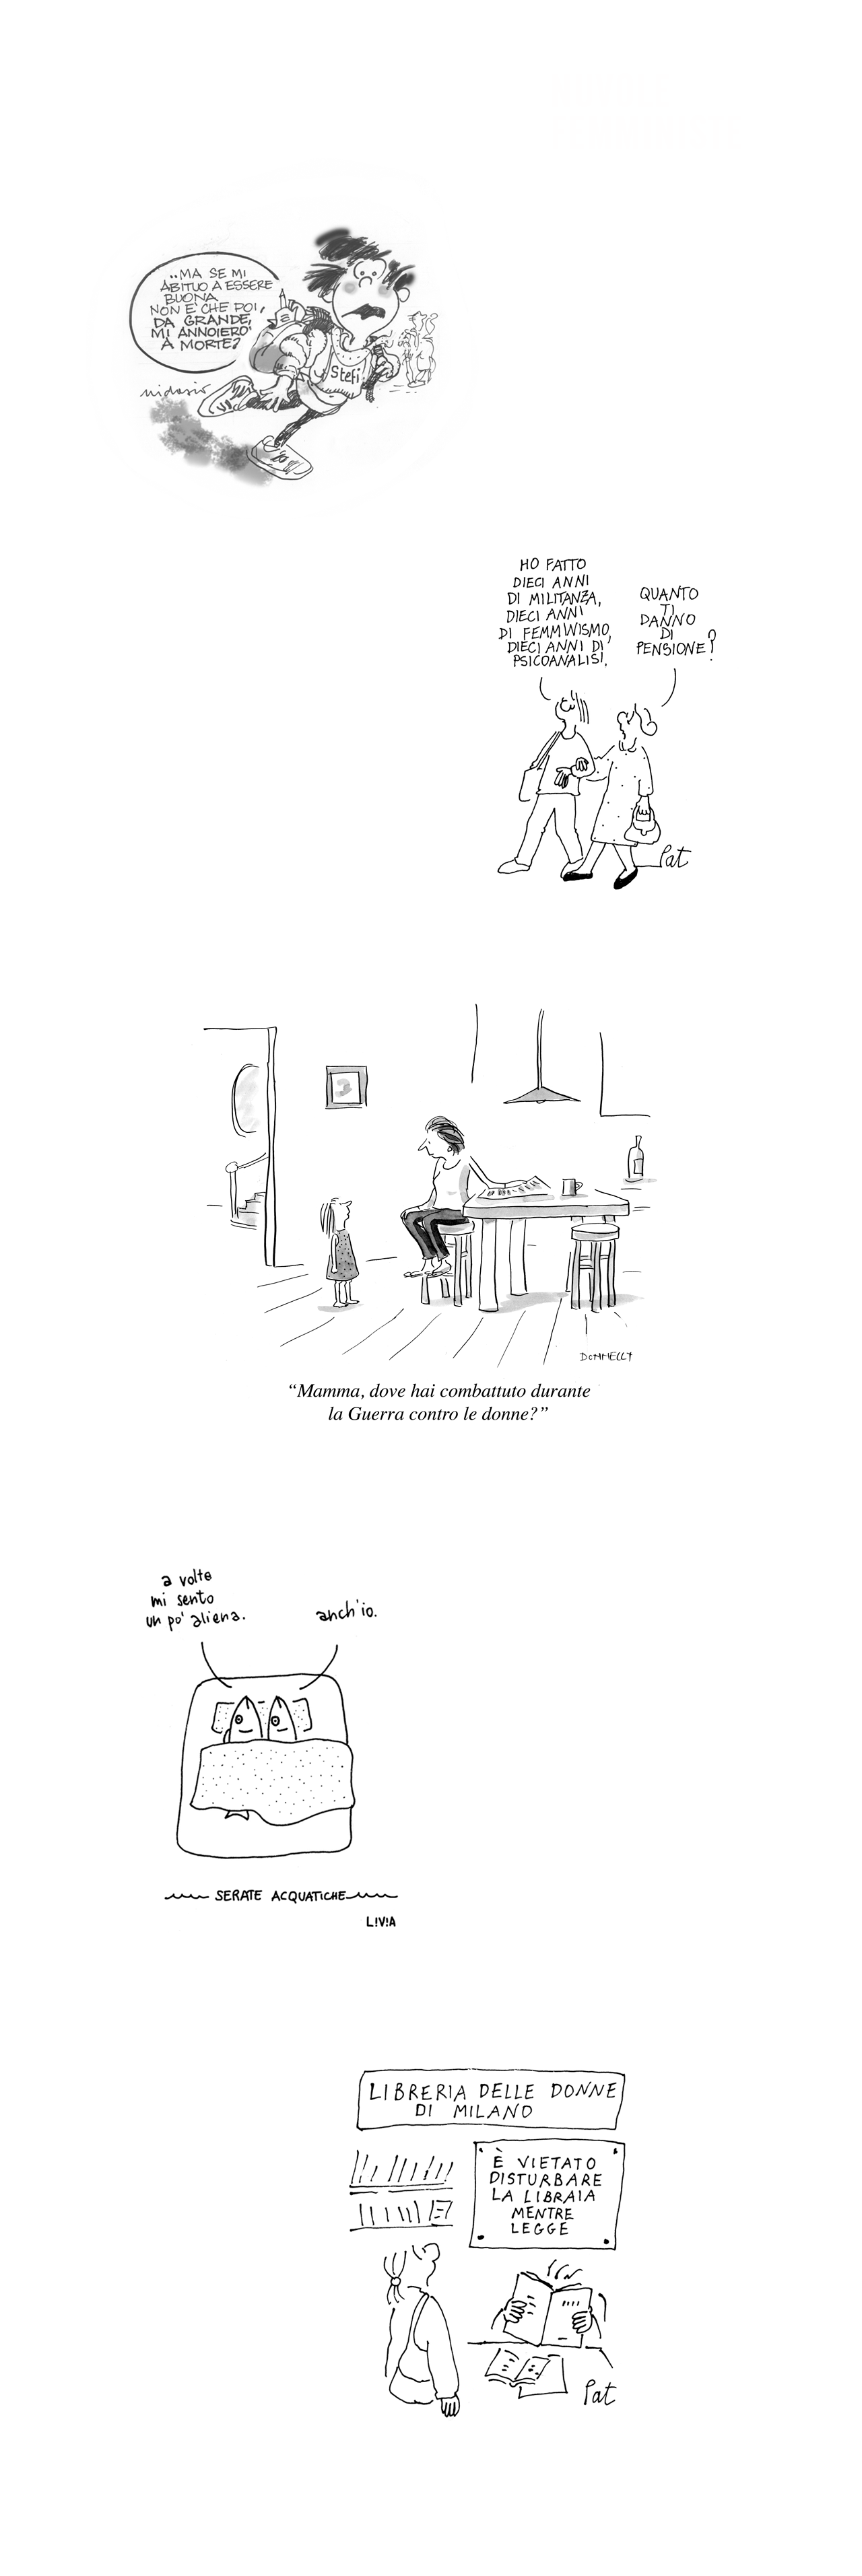 ..MA SE MI
ABITUO A ESSERE
BUONA
NON E' CHE POI,
DA GRANDE,
MI ANNOIERO'
A MORTE?
Stefi
nidasio
HO FATTO
DIECI ANNI
DI MILITANZA,
DIECI ANNI
DI FEMMINISMO,
DIECI ANNI DI
PSICOANALISI.
QUANTO
TI
DANNO
DI
PENSIONE?
Pat
DONNELLY
“Mamma, dove hai combattuto durante
la Guerra contro le donne?”
a volte
mi sento
un po' aliena.
anch'io.
SERATE ACQUATICHE
L!V!A
LIBRERIA DELLE DONNE
DI MILANO
È VIETATO
DISTURBARE
LA LIBRAIA
MENTRE
LEGGE
Pat